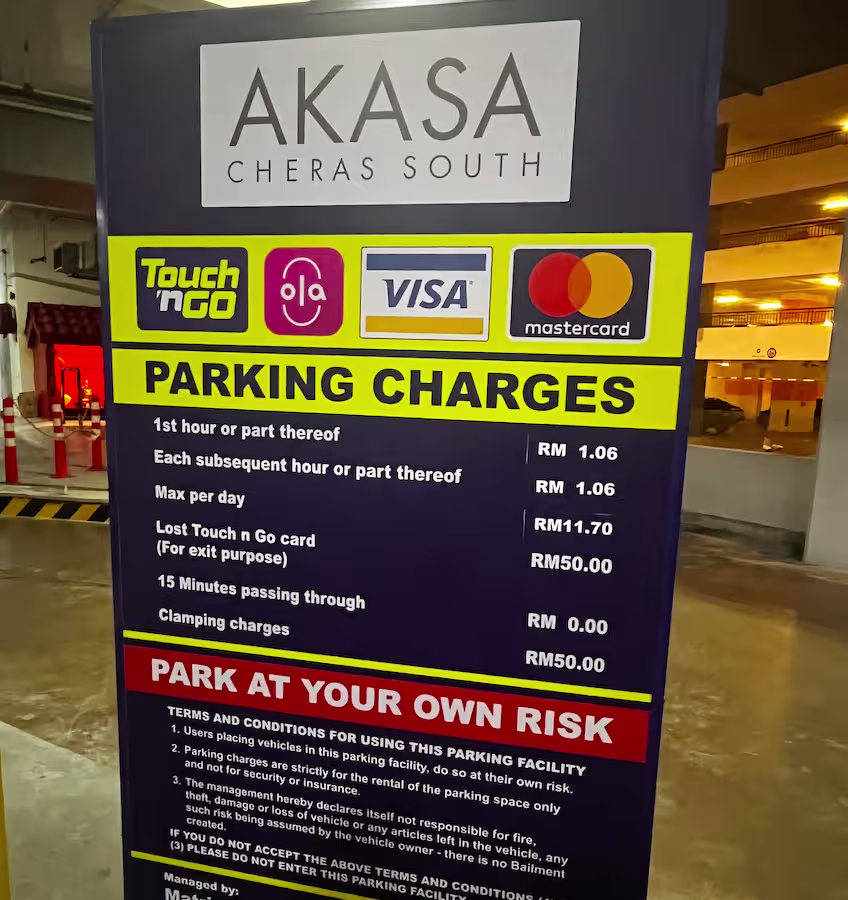 AKASA
CHERAS SOUTH
Touch 'n GO
ola
VISA
mastercard
PARKING CHARGES
1st hour or part thereof RM 1.06
Each subsequent hour or part thereof RM 1.06
Max per day RM11.70
Lost Touch n Go card
(For exit purpose) RM50.00
15 Minutes passing through RM 0.00
Clamping charges RM50.00
PARK AT YOUR OWN RISK
TERMS AND CONDITIONS FOR USING THIS PARKING FACILITY
1. Users placing vehicles in this parking facility, do so at their own risk.
2. Parking charges are strictly for the rental of the parking space only
and not for security or insurance.
3. The management hereby declares itself not responsible for fire,
theft, damage or loss of vehicle or any articles left in the vehicle, any
such risk being assumed by the vehicle owner - there is no Bailment
created.
IF YOU DO NOT ACCEPT THE ABOVE TERMS AND CONDITIONS
(3) PLEASE DO NOT ENTER THIS PARKING FACILITY
Managed by: